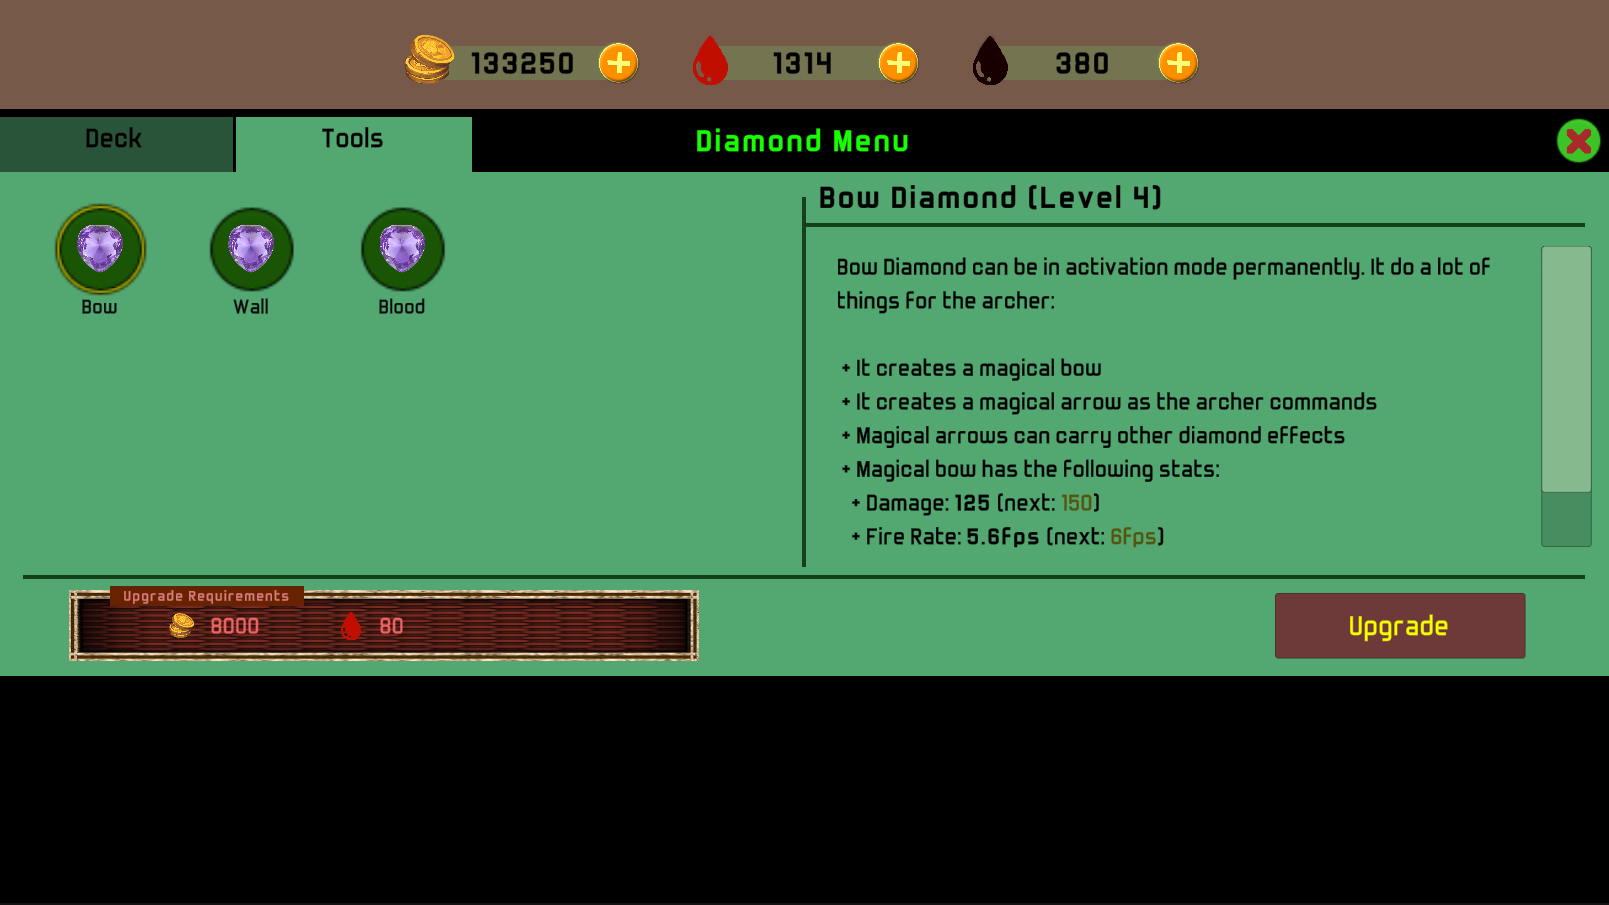 133250 1314 380
Deck Tools Diamond Menu
Bow Diamond (Level 4)
Bow Wall Blood
Bow Diamond can be in activation mode permanently. It do a lot of
things for the archer:
+ It creates a magical bow
+ It creates a magical arrow as the archer commands
+ Magical arrows can carry other diamond effects
+ Magical bow has the following stats:
+ Damage: 125 (next: 150)
+ Fire Rate: 5.6fps (next: 6fps)
Upgrade Requirements
8000 80
Upgrade